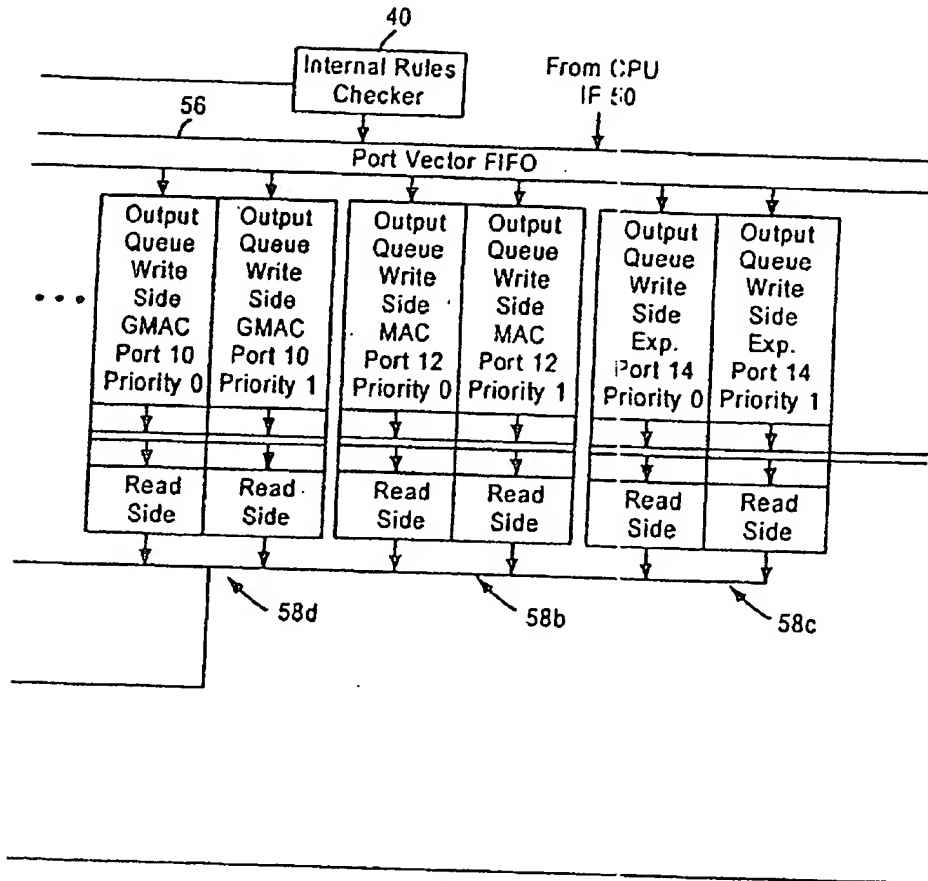 40
Internal Rules
Checker
From CPU
IF 50
56
Port Vector FIFO
Output
Queue
Write
Side
GMAC
Port 10
Priority 0
Output
Queue
Write
Side
GMAC
Port 10
Priority 1
Output
Queue
Write
Side
MAC
Port 12
Priority 0
Output
Queue
Write
Side
MAC
Port 12
Priority 1
Output
Queue
Write
Side
Exp.
Port 14
Priority 0
Output
Queue
Write
Side
Exp.
Port 14
Priority 1
Read
Side
Read
Side
Read
Side
Read
Side
Read
Side
Read
Side
58d
58b
58c